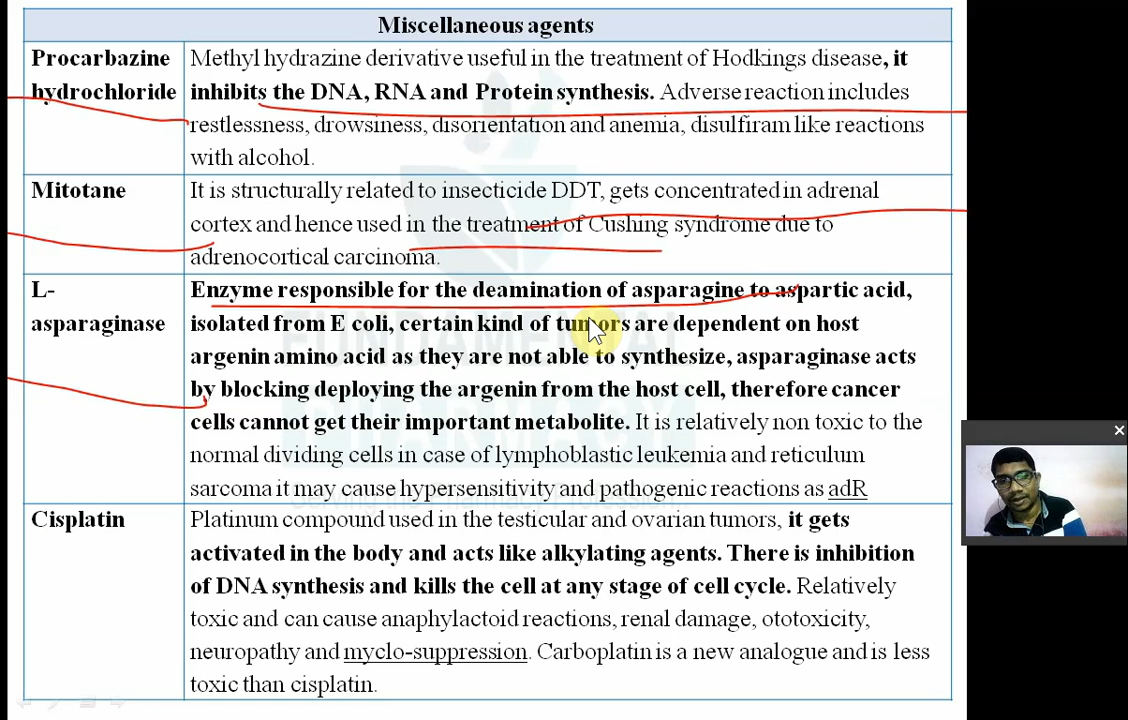 Miscellaneous agents
Procarbazine
hydrochloride
Methyl hydrazine derivative useful in the treatment of Hodkings disease, it
inhibits the DNA, RNA and Protein synthesis. Adverse reaction includes
restlessness, drowsiness, disorientation and anemia, disulfiram like reactions
with alcohol.
Mitotane
It is structurally related to insecticide DDT, gets concentrated in adrenal
cortex and hence used in the treatment of Cushing syndrome due to
adrenocortical carcinoma.
L-
asparaginase
Enzyme responsible for the deamination of asparagine to aspartic acid,
isolated from E coli, certain kind of tumors are dependent on host
argenin amino acid as they are not able to synthesize, asparaginase acts
by blocking deploying the argenin from the host cell, therefore cancer
cells cannot get their important metabolite. It is relatively non toxic to the
normal dividing cells in case of lymphoblastic leukemia and reticulum
sarcoma it may cause hypersensitivity and pathogenic reactions as adR
Cisplatin
Platinum compound used in the testicular and ovarian tumors, it gets
activated in the body and acts like alkylating agents. There is inhibition
of DNA synthesis and kills the cell at any stage of cell cycle. Relatively
toxic and can cause anaphylactoid reactions, renal damage, ototoxicity,
neuropathy and myclo-suppression. Carboplatin is a new analogue and is less
toxic than cisplatin.